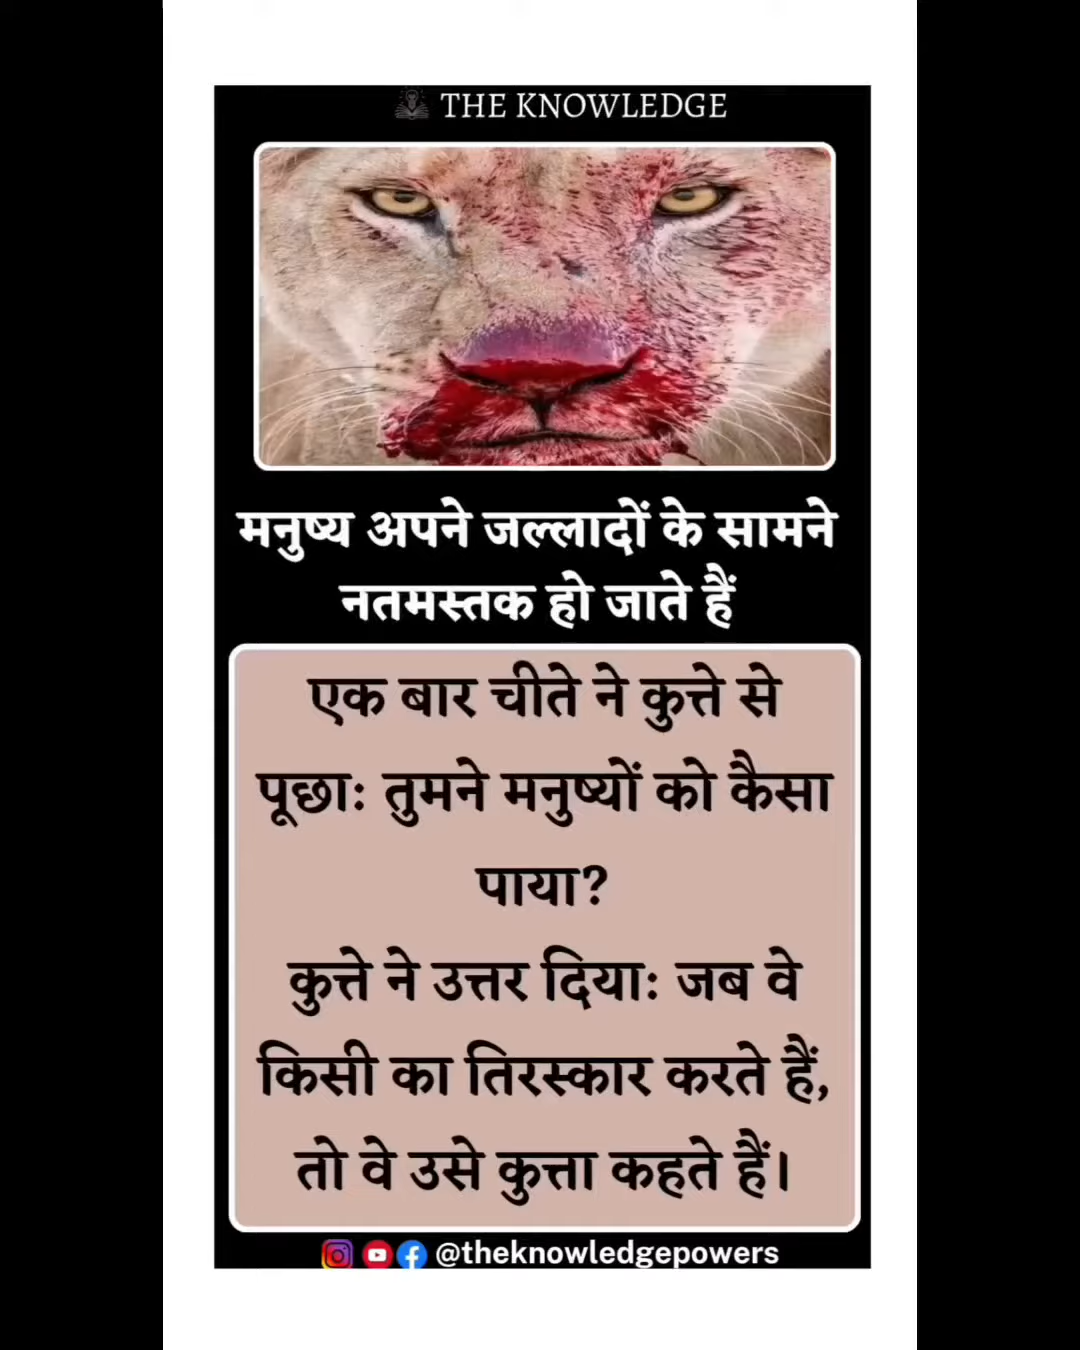 THE KNOWLEDGE
मनुष्य अपने जल्लादों के सामने
नतमस्तक हो जाते हैं
एक बार चीते ने कुत्ते से
पूछाः तुमने मनुष्यों को कैसा
पाया?
कुत्ते ने उत्तर दियाः जब वे
किसी का तिरस्कार करते हैं,
तो वे उसे कुत्ता कहते हैं।
@theknowledgepowers